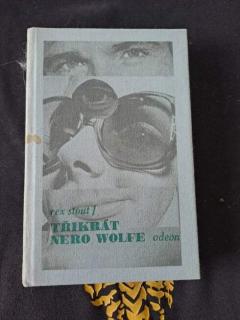 rex stout /
TŘIKRÁT
NERO WOLFE odeon